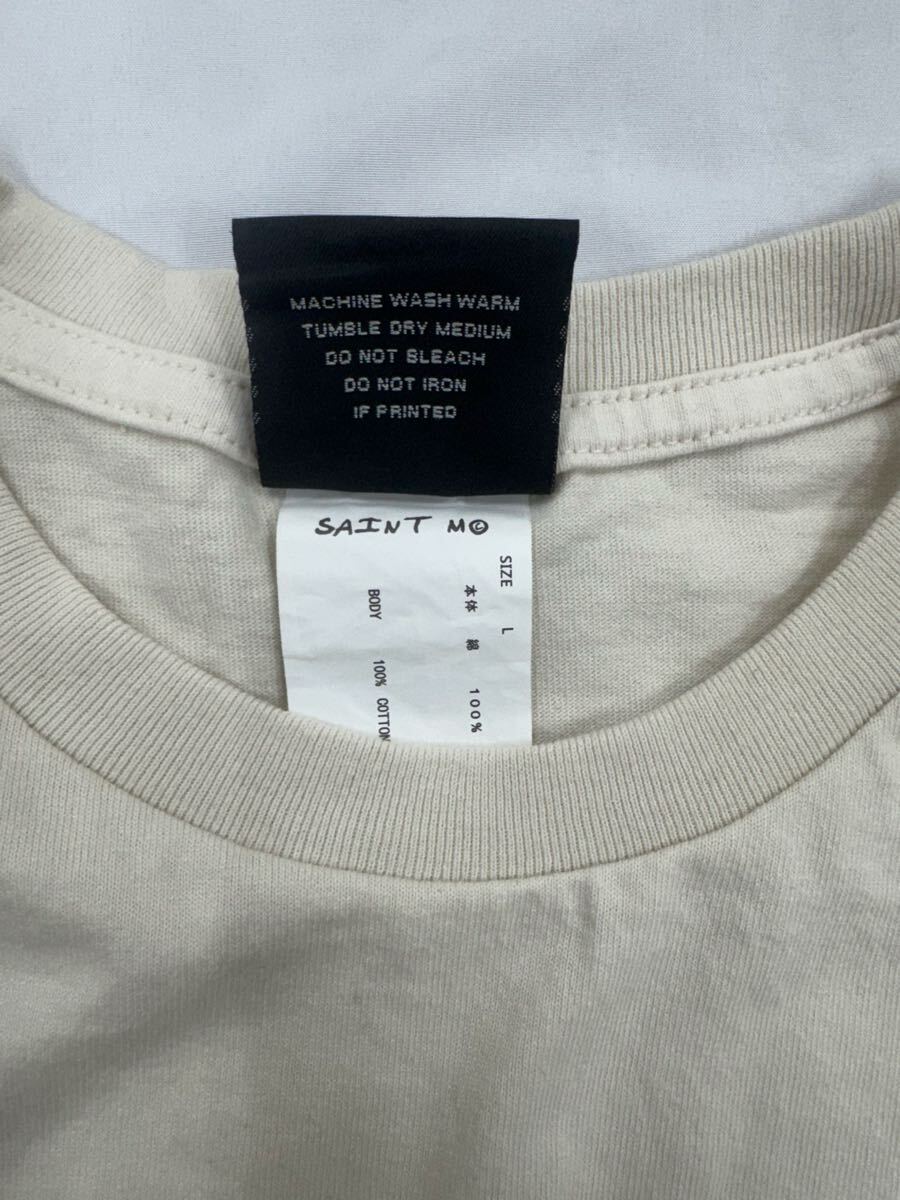 MACHINE WASH WARM
TUMBLE DRY MEDIUM
DO NOT BLEACH
DO NOT IRON
IF PRINTED
SAINT M©
SIZE L
本体 綿 100%
BODY 100% COTTON